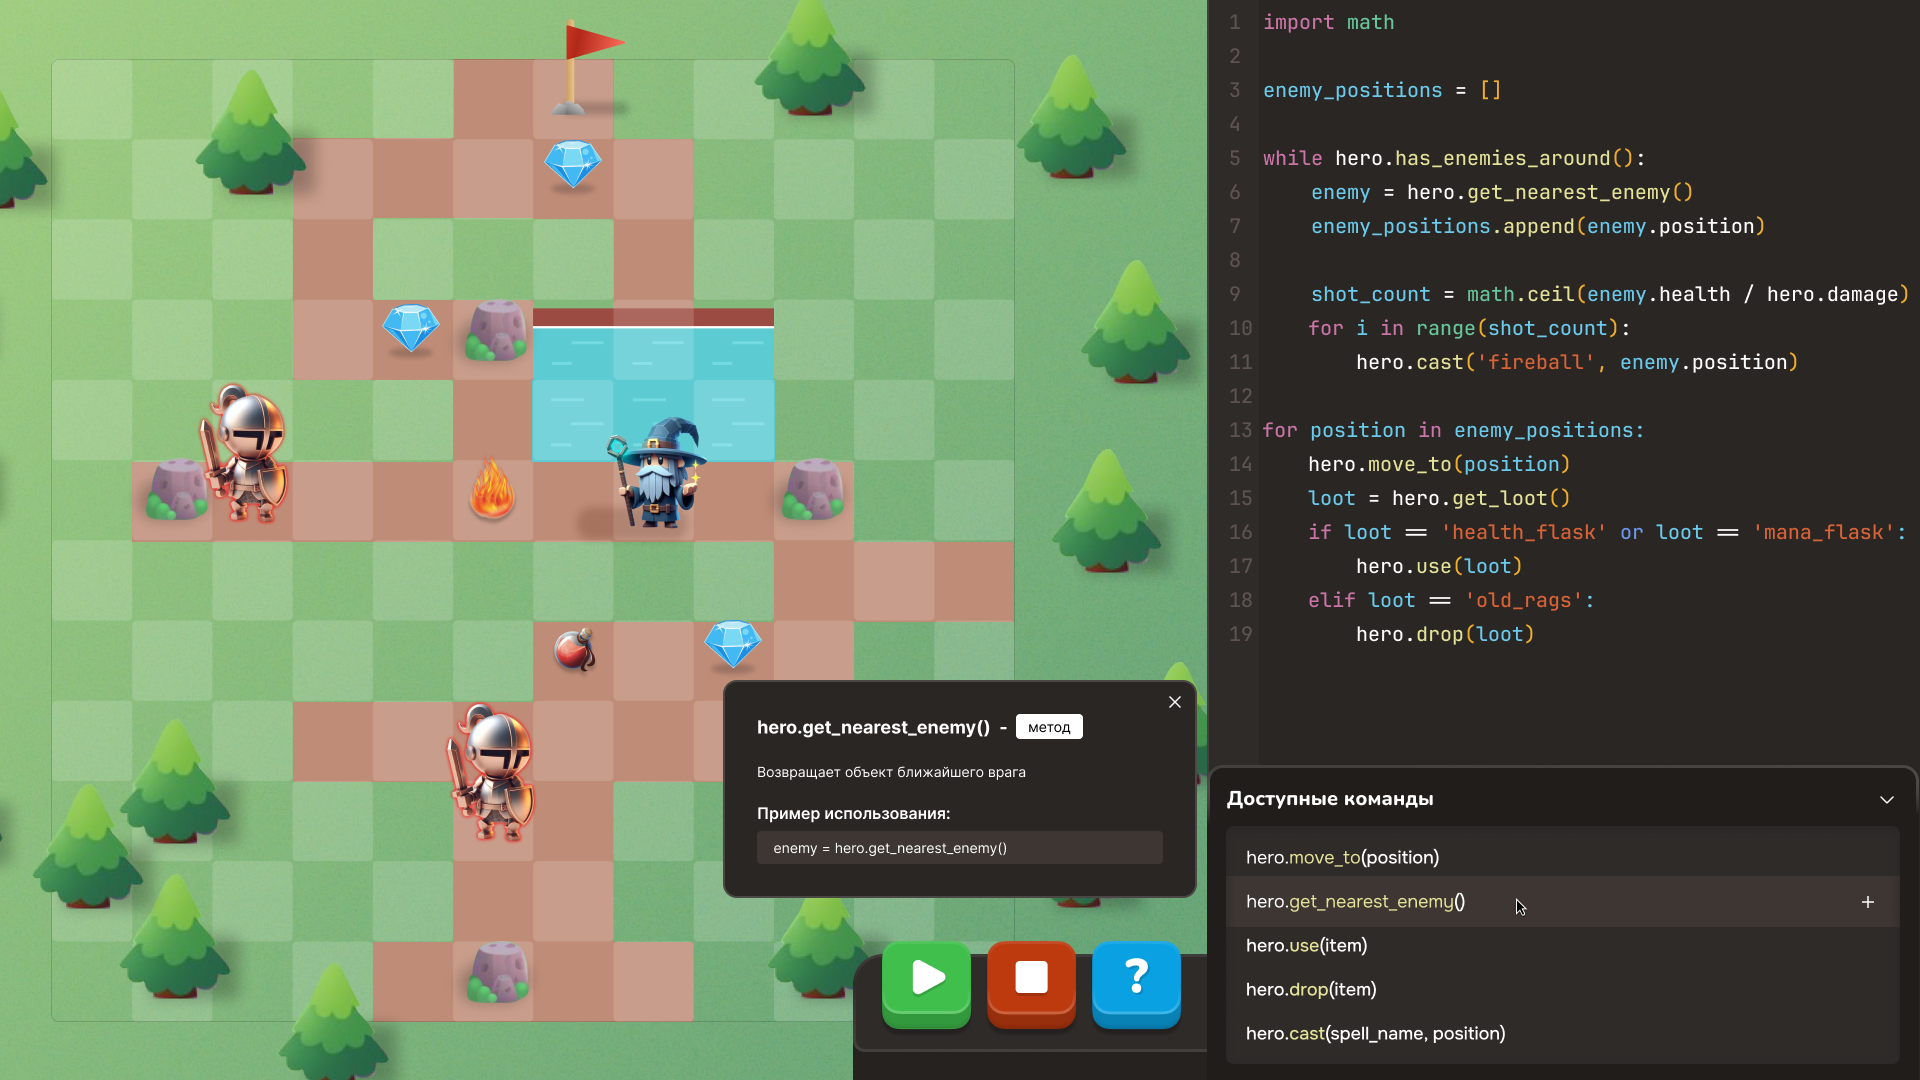 1 import math
2
3 enemy_positions = []
4
5 while hero.has_enemies_around():
6 enemy = hero.get_nearest_enemy()
7 enemy_positions.append(enemy.position)
8
9 shot_count = math.ceil(enemy.health / hero.damage)
10 for i in range(shot_count):
11 hero.cast('fireball', enemy.position)
12
13 for position in enemy_positions:
14 hero.move_to(position)
15 loot = hero.get_loot()
16 if loot == 'health_flask' or loot == 'mana_flask':
17 hero.use(loot)
18 elif loot == 'old_rags':
19 hero.drop(loot)
hero.get_nearest_enemy() - метод
Возвращает объект ближайшего врага
Пример использования:
enemy = hero.get_nearest_enemy()
?
Доступные команды
hero.move_to(position)
hero.get_nearest_enemy() +
hero.use(item)
hero.drop(item)
hero.cast(spell_name, position)